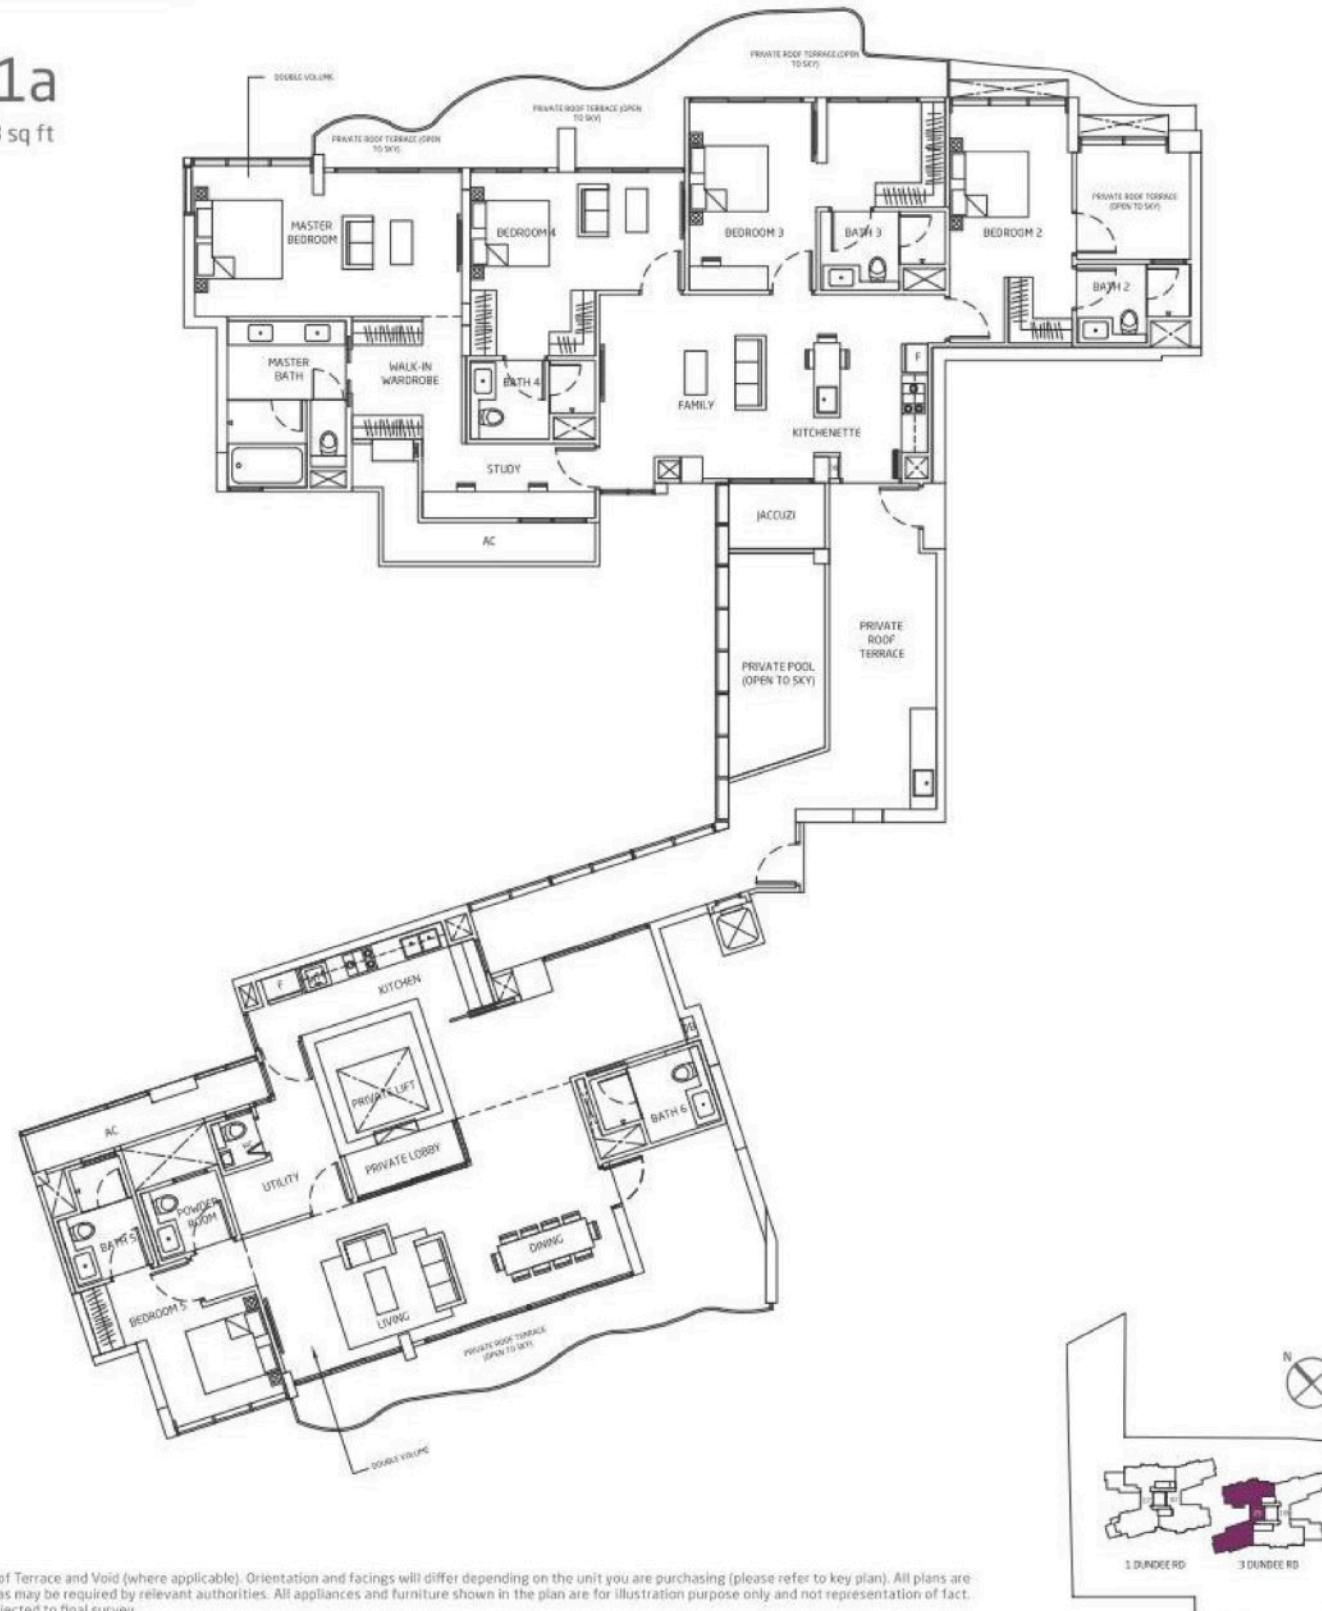 1a
sq ft
DOUBLE VOLUME
PRIVATE ROOF TERRACE (OPEN
TO SKY)
PRIVATE ROOF TERRACE (OPEN
TO SKY)
PRIVATE ROOF TERRACE (OPEN
TO SKY)
MASTER
BEDROOM
BEDROOM 4
BEDROOM 3
BATH 3
BEDROOM 2
PRIVATE ROOF TERRACE
(OPEN TO SKY)
BATH 2
MASTER
BATH
WALK-IN
WARDROBE
BATH 4
FAMILY
KITCHENETTE
F
STUDY
AC
JACCUZI
PRIVATE POOL
(OPEN TO SKY)
PRIVATE
ROOF
TERRACE
F
KITCHEN
PRIVATE LIFT
PRIVATE LOBBY
BATH 6
AC
WC
UTILITY
POWDER
ROOM
BATH 5
BEDROOM 5
DINING
LIVING
PRIVATE ROOF TERRACE
(OPEN TO SKY)
DOUBLE VOLUME
N
1 DUNDEE RD
3 DUNDEE RD
of Terrace and Void (where applicable). Orientation and facings will differ depending on the unit you are purchasing (please refer to key plan). All plans are
as may be required by relevant authorities. All appliances and furniture shown in the plan are for illustration purpose only and not representation of fact.
jected to final survey.